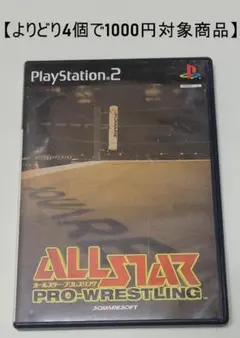 【よりどり4個で1000円対象商品】
PlayStation®2
ALLSTAR
オールスター・プロレスリング
PRO-WRESTLING™
SQUARESOFT